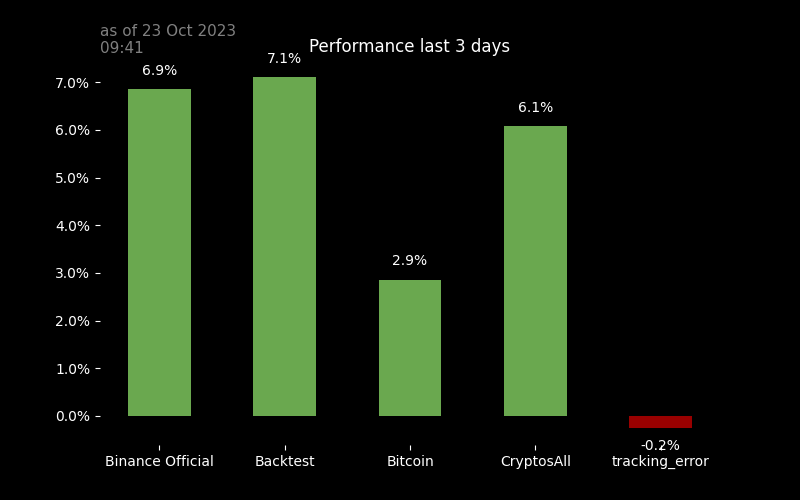 as of 23 Oct 2023
09:41
Performance last 3 days
6.9%
7.1%
2.9%
6.1%
-0.2%
7.0%
6.0%
5.0%
4.0%
3.0%
2.0%
1.0%
0.0%
Binance Official
Backtest
Bitcoin
CryptosAll
tracking_error